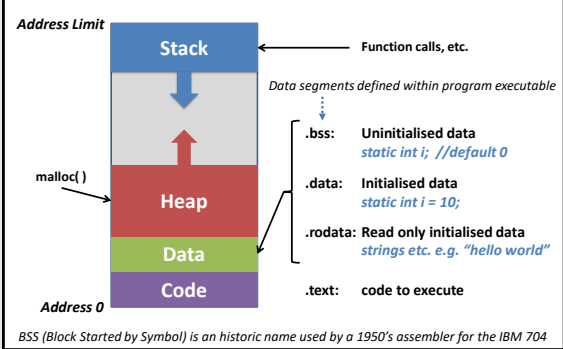 Address Limit
Stack
Function calls, etc.
Data segments defined within program executable
.bss: Uninitialised data
static int i; //default 0
malloc( )
.data: Initialised data
static int i = 10;
Heap
.rodata: Read only initialised data
strings etc. e.g. “hello world”
Data
Code
.text: code to execute
Address 0
BSS (Block Started by Symbol) is an historic name used by a 1950’s assembler for the IBM 704